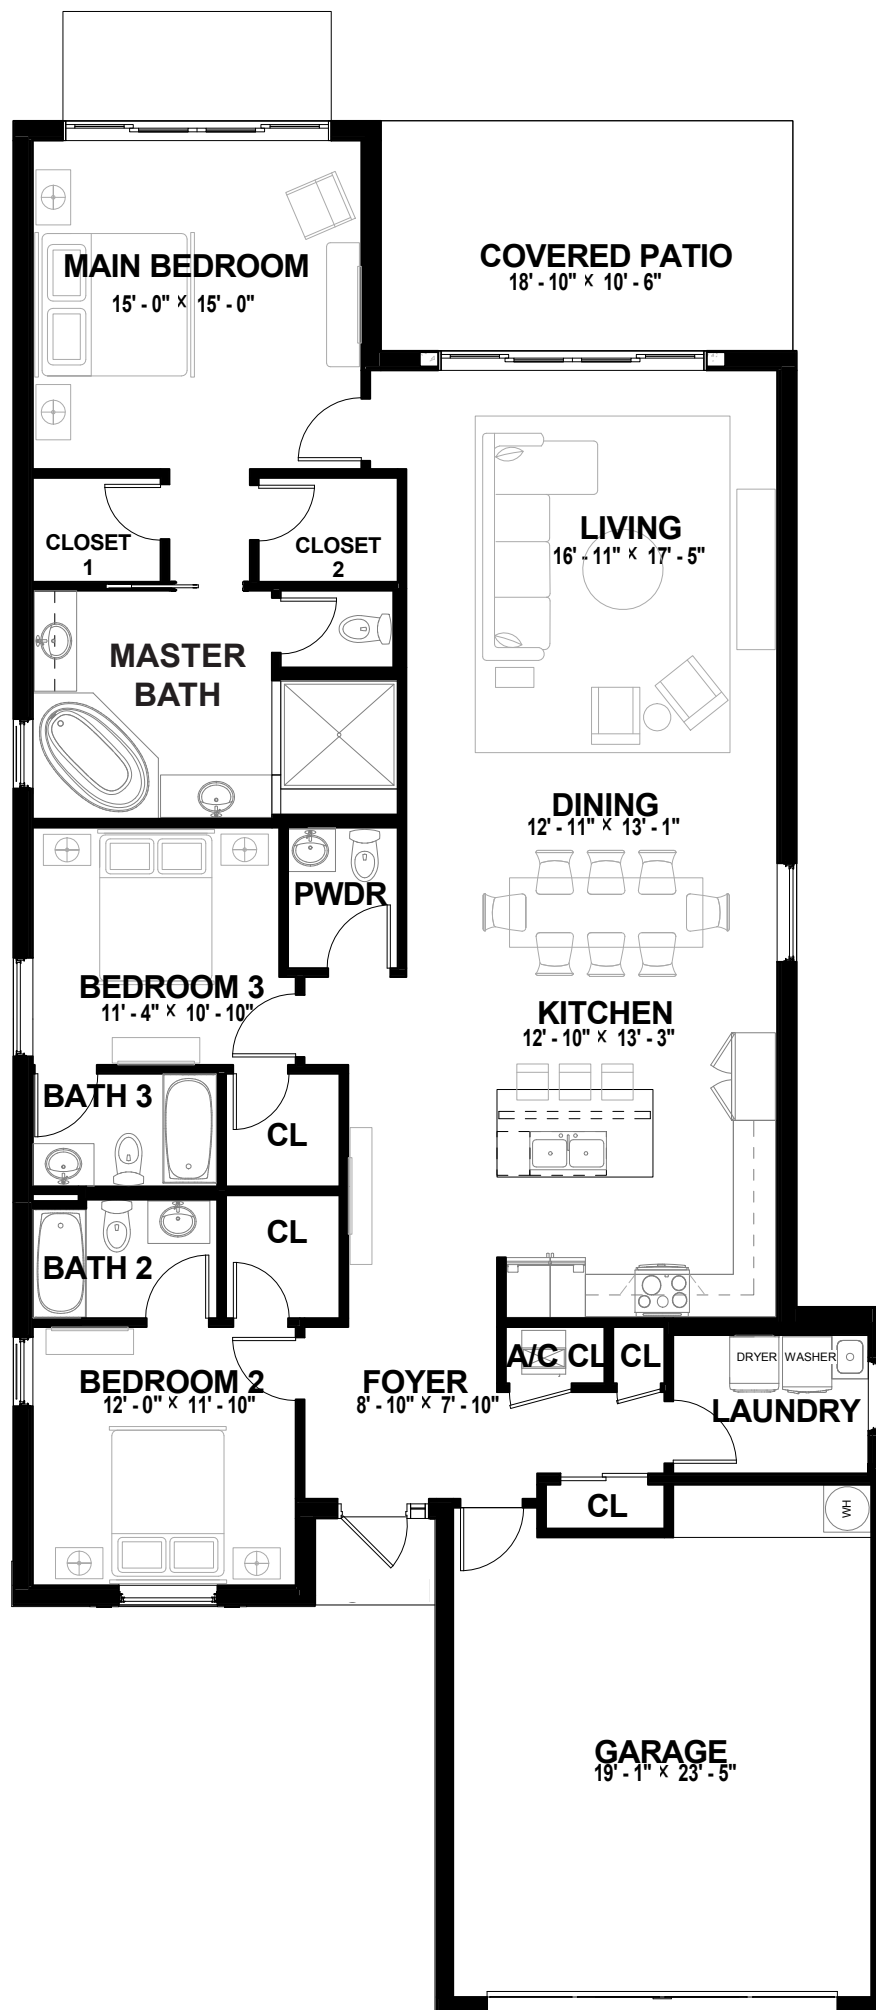 MAIN BEDROOM
15' - 0" × 15' - 0"
COVERED PATIO
18' - 10" × 10' - 6"
CLOSET
1
CLOSET
2
LIVING
16' - 11" × 17' - 5"
MASTER
BATH
DINING
12' - 11" × 13' - 1"
PWDR
BEDROOM 3
11' - 4" × 10' - 10"
KITCHEN
12' - 10" × 13' - 3"
BATH 3
CL
CL
BATH 2
BEDROOM 2
12' - 0" × 11' - 10"
FOYER
8' - 10" × 7' - 10"
A/C CL
CL
DRYER
WASHER
LAUNDRY
CL
WH
GARAGE
19' - 1" × 23' - 5"